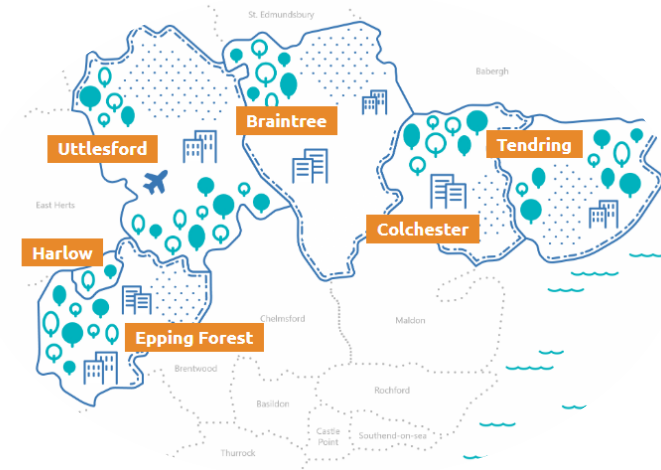 St. Edmundsbury
Babergh
Braintree
Uttlesford
Tendring
East Herts
Colchester
Harlow
Chelmsford
Maldon
Epping Forest
Brentwood
Rochford
Basildon
Castle
Point
Southend-on-sea
Thurrock